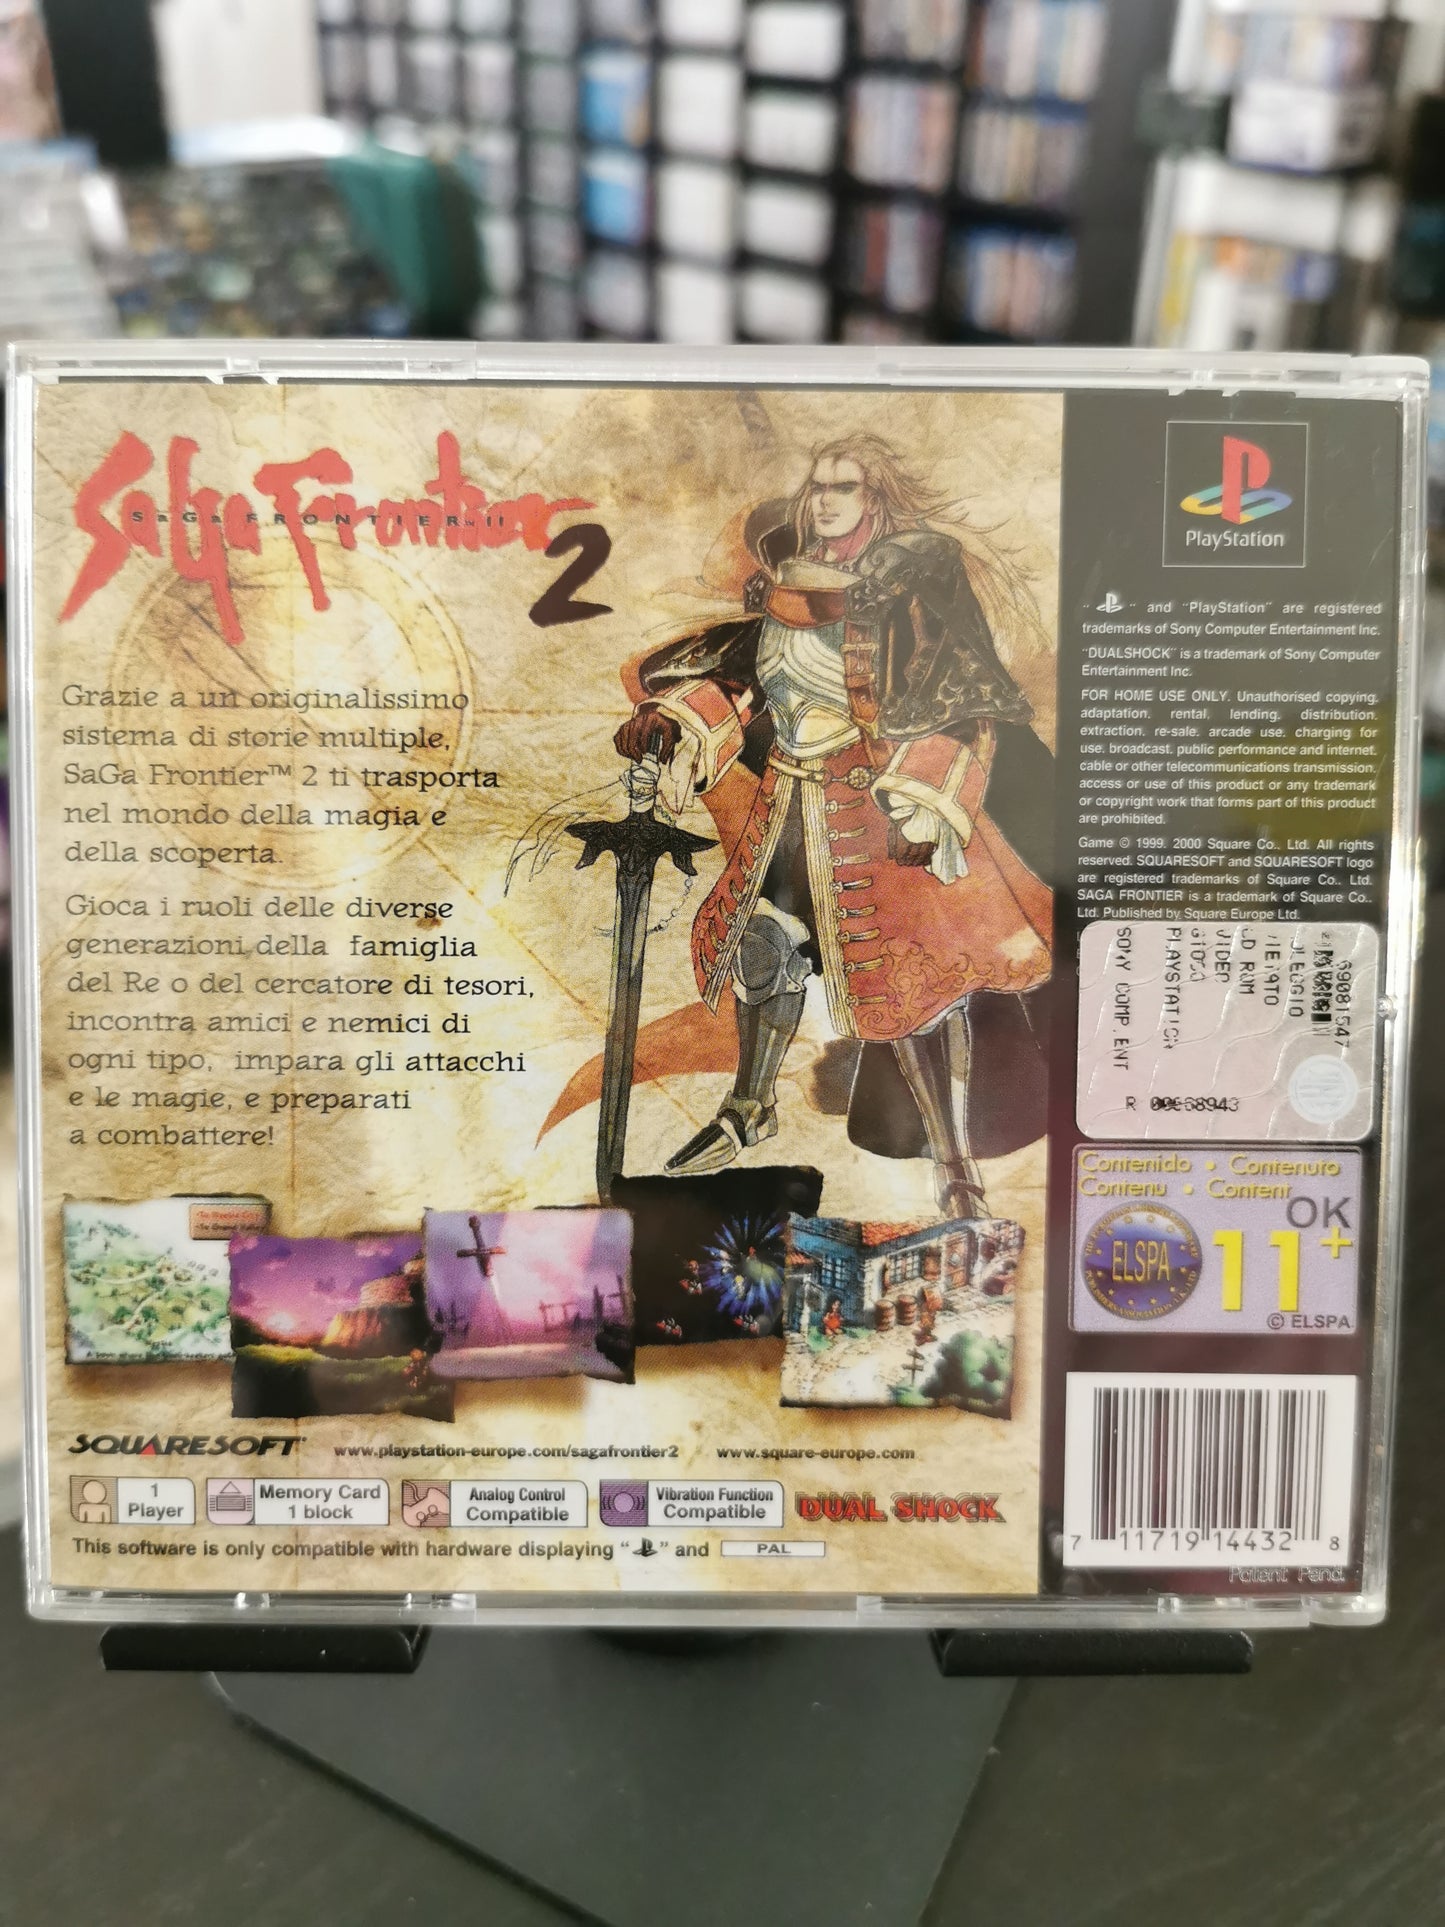 SaGa Frontier 2
SaGa FRONTIER II
Grazie a un originalissimo
sistema di storie multiple,
SaGa Frontier™ 2 ti trasporta
nel mondo della magia e
della scoperta.
Gioca i ruoli delle diverse
generazioni della famiglia
del Re o del cercatore di tesori,
incontra amici e nemici di
ogni tipo, impara gli attacchi
e le magie, e preparati
a combattere!
SQUARESOFT www.playstation-europe.com/sagafrontier2 www.square-europe.com
1
Player
Memory Card
1 block
Analog Control
Compatible
Vibration Function
Compatible
DUAL SHOCK
This software is only compatible with hardware displaying " " and PAL
PlayStation
" " and "PlayStation" are registered
trademarks of Sony Computer Entertainment Inc.
"DUALSHOCK" is a trademark of Sony Computer
Entertainment Inc.
FOR HOME USE ONLY. Unauthorised copying,
adaptation, rental, lending, distribution,
extraction, re-sale, arcade use, charging for
use, broadcast, public performance and internet,
cable or other telecommunications transmission,
access or use of this product or any trademark
or copyright work that forms part of this product
are prohibited.
Game © 1999, 2000 Square Co., Ltd. All rights
reserved. SQUARESOFT and SQUARESOFT logo
are registered trademarks of Square Co., Ltd.
SAGA FRONTIER is a trademark of Square Co.,
Ltd. Published by Square Europe Ltd.
69081547
NOLEGGIO
VIETATO
CD ROM
VIDEO
GIOCO
PLAYSTATION
SONY COMP. ENT
Contenido • Contenuto
Contenu • Content
OK
ELSPA
11+
© ELSPA
7 11719 14432 8
Patent Pend.